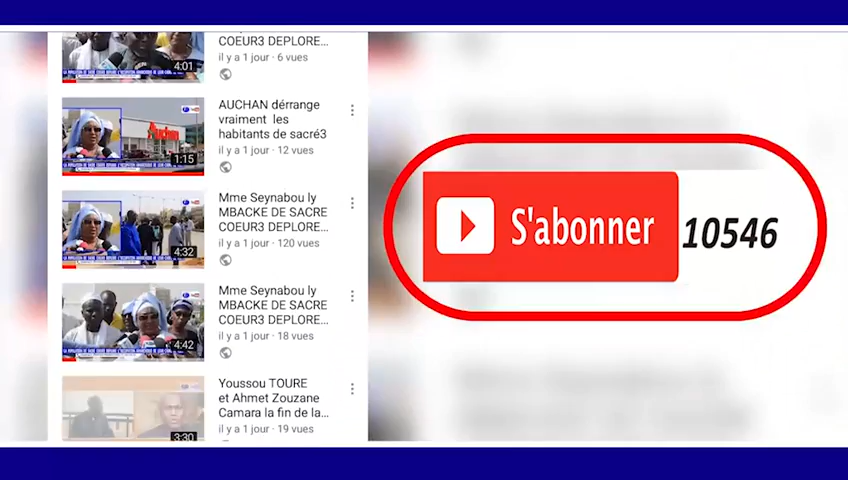 COEUR3 DEPLORE...
il y a 1 jour · 6 vues
4:01
AUCHAN dérrange
vraiment les
habitants de sacré3
il y a 1 jour · 12 vues
Auchan
1:15
Mme Seynabou ly
MBACKE DE SACRE
COEUR3 DEPLORE...
il y a 1 jour · 120 vues
4:32
Mme Seynabou ly
MBACKE DE SACRE
COEUR3 DEPLORE...
il y a 1 jour · 18 vues
4:42
Youssou TOURE
et Ahmet Zouzane
Camara la fin de la...
il y a 1 jour · 19 vues
3:30
S'abonner
10546